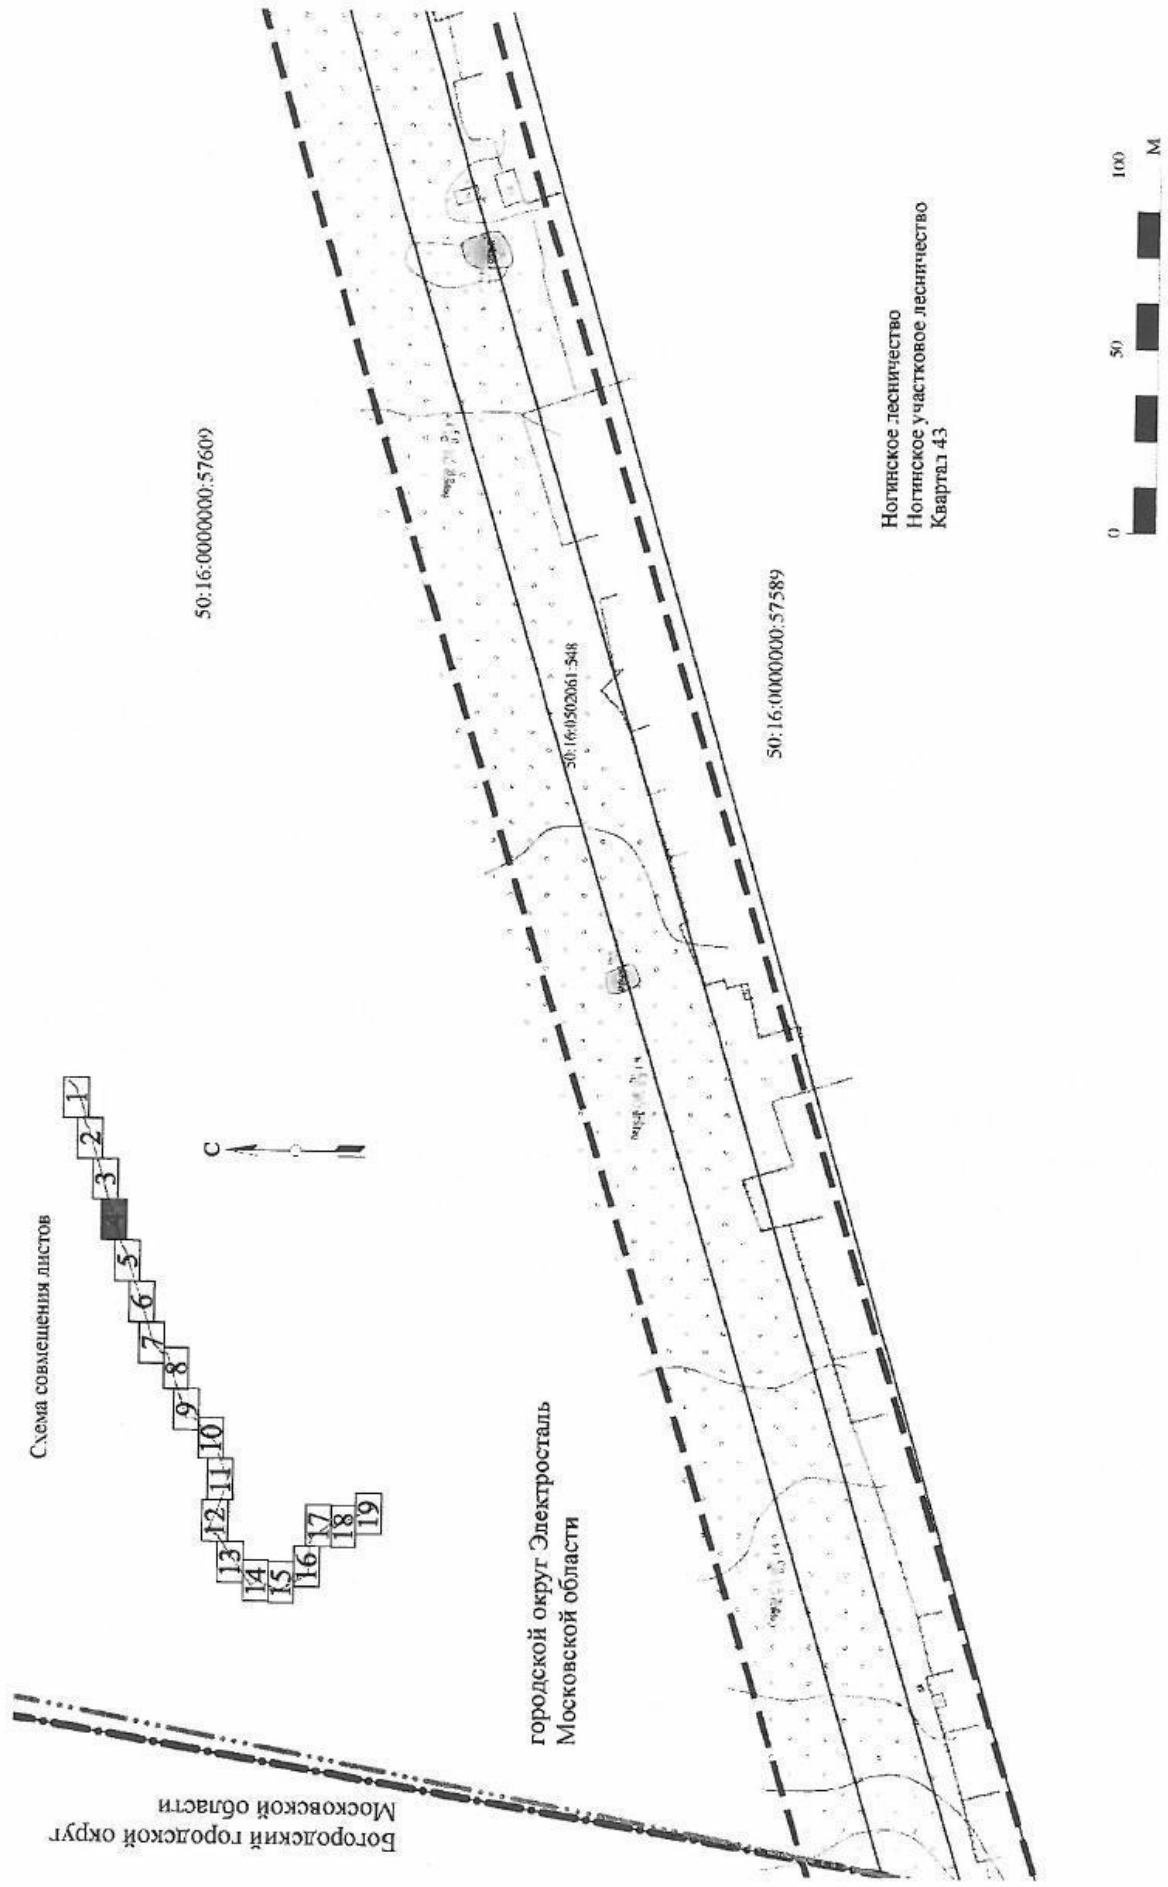 Схема совмещения листов
1
2
3
4
5
6
7
8
9
10
11
12
13
14
15
16
17
18
19
С
Богородский городской округ
Московской области
городской округ Электросталь
Московской области
50:16:0000000:57609
50:16:0502061:548
50:16:0000000:57589
Ногинское лесничество
Ногинское участковое лесничество
Квартал 43
0
50
100
М